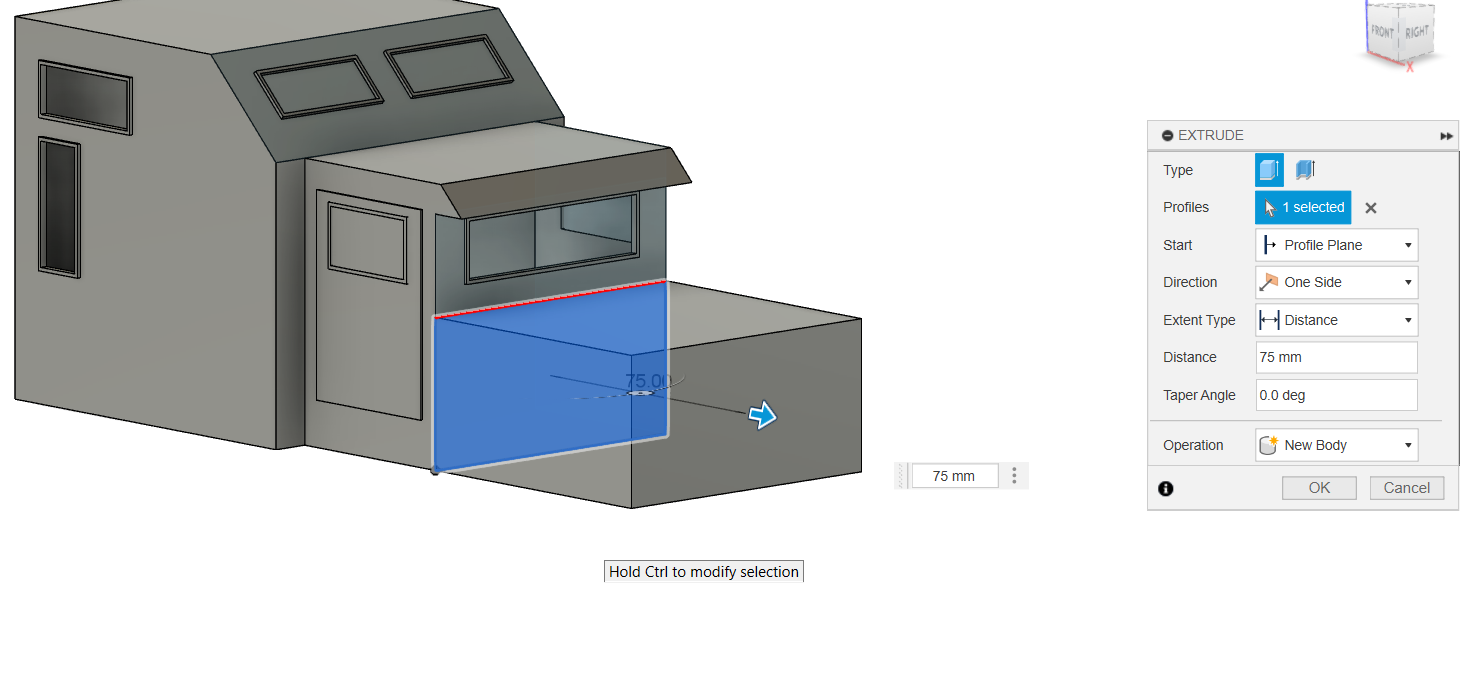 FRONT
RIGHT
X
EXTRUDE
Type
Profiles
1 selected
Start
Profile Plane
Direction
One Side
Extent Type
Distance
Distance
75 mm
Taper Angle
0.0 deg
Operation
New Body
OK
Cancel
75.00
75 mm
Hold Ctrl to modify selection